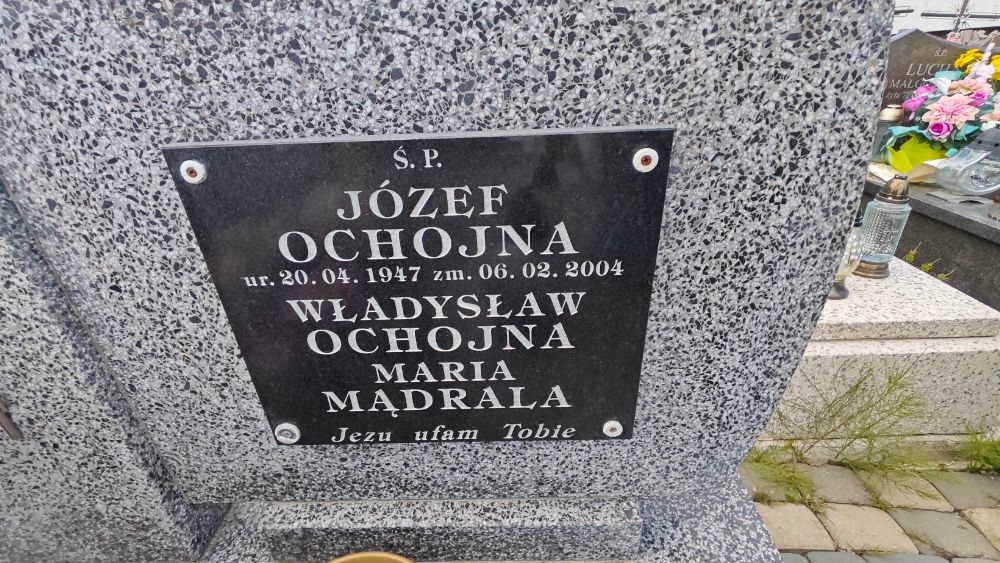 Ś. P.
JÓZEF
OCHOJNA
ur. 20. 04. 1947 zm. 06. 02. 2004
WŁADYSŁAW
OCHOJNA
MARIA
MĄDRALA
Jezu ufam Tobie
Ś.P.